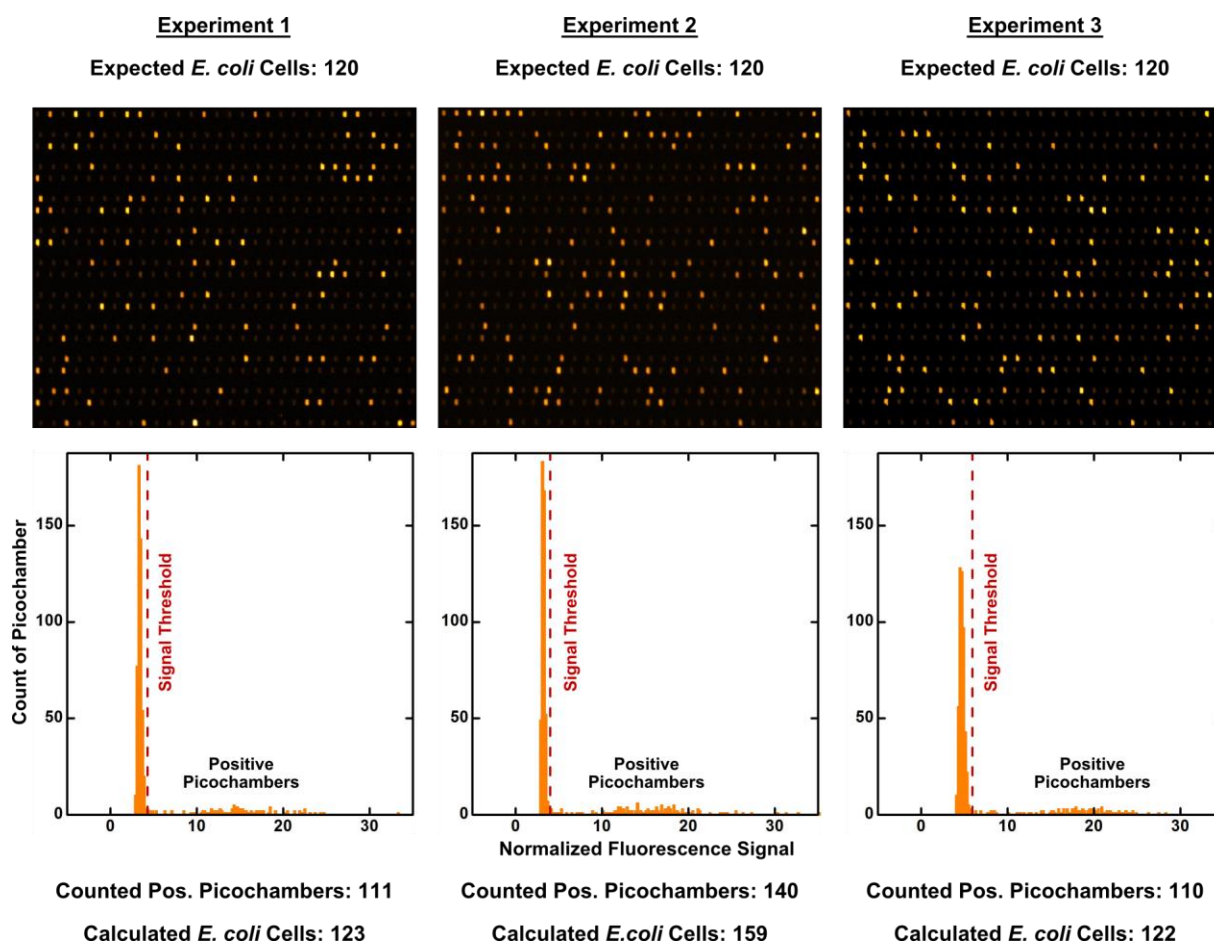 Experiment 1
Expected E. coli Cells: 120
Experiment 2
Expected E. coli Cells: 120
Experiment 3
Expected E. coli Cells: 120
Count of Picochamber
150
100
50
0
0
10
20
30
Signal Threshold
Positive
Picochambers
150
100
50
0
0
10
20
30
Signal Threshold
Positive
Picochambers
150
100
50
0
0
10
20
30
Signal Threshold
Positive
Picochambers
Normalized Fluorescence Signal
Counted Pos. Picochambers: 111
Calculated E. coli Cells: 123
Counted Pos. Picochambers: 140
Calculated E.coli Cells: 159
Counted Pos. Picochambers: 110
Calculated E. coli Cells: 122